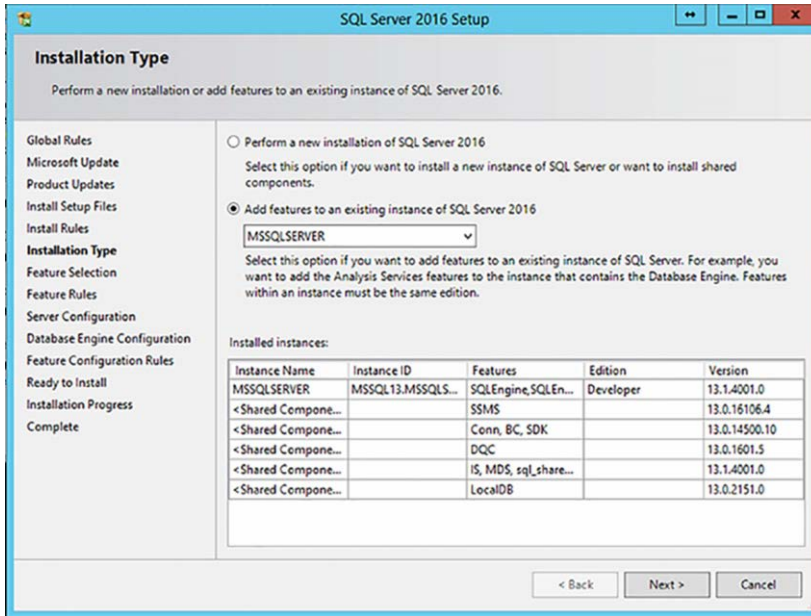 SQL Server 2016 Setup
Installation Type
Perform a new installation or add features to an existing instance of SQL Server 2016.
Global Rules
Microsoft Update
Product Updates
Install Setup Files
Install Rules
Installation Type
Feature Selection
Feature Rules
Server Configuration
Database Engine Configuration
Feature Configuration Rules
Ready to Install
Installation Progress
Complete
Perform a new installation of SQL Server 2016
Select this option if you want to install a new instance of SQL Server or want to install shared
components.
Add features to an existing instance of SQL Server 2016
MSSQLSERVER
Select this option if you want to add features to an existing instance of SQL Server. For example, you
want to add the Analysis Services features to the instance that contains the Database Engine. Features
within an instance must be the same edition.
Installed instances:
Instance Name Instance ID Features Edition Version
MSSQLSERVER MSSQL13.MSSQLS... SQLEngine,SQLEn... Developer 13.1.4001.0
<Shared Compone... SSMS 13.0.16106.4
<Shared Compone... Conn, BC, SDK 13.0.14500.10
<Shared Compone... DQC 13.0.1601.5
<Shared Compone... IS, MDS, sql_share... 13.1.4001.0
<Shared Compone... LocalDB 13.0.2151.0
< Back Next > Cancel